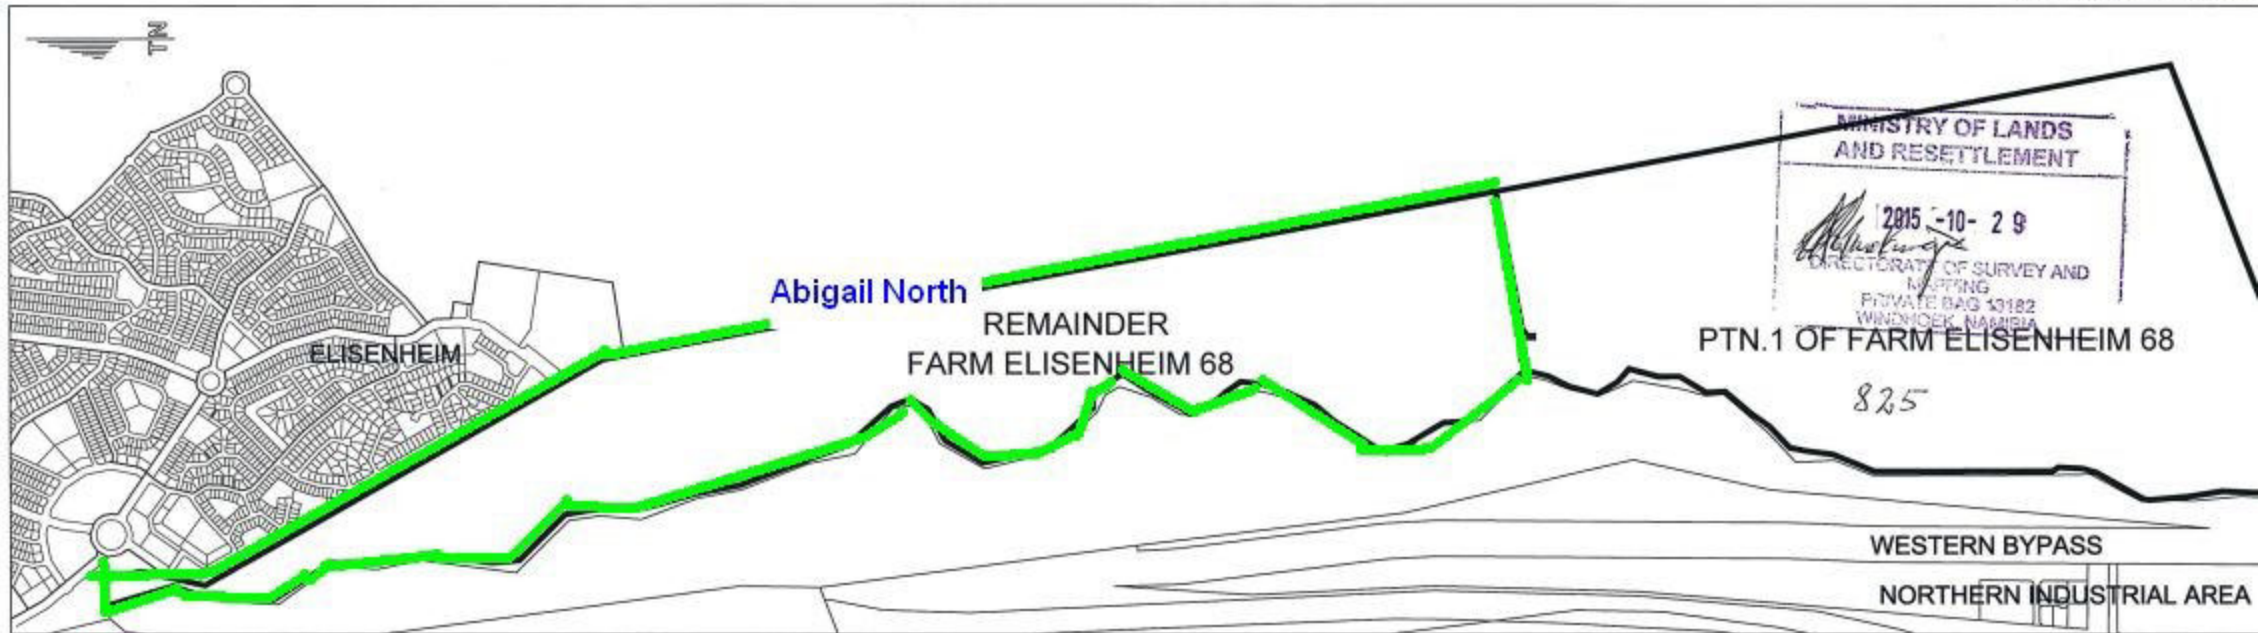 TN
MINISTRY OF LANDS
AND RESETTLEMENT
2015 -10- 29
DIRECTORATE OF SURVEY AND
MAPPING
PRIVATE BAG 13182
WINDHOEK, NAMIBIA
Abigail North
REMAINDER
FARM ELISENHEIM 68
ELISENHEIM
PTN.1 OF FARM ELISENHEIM 68
825
WESTERN BYPASS
NORTHERN INDUSTRIAL AREA